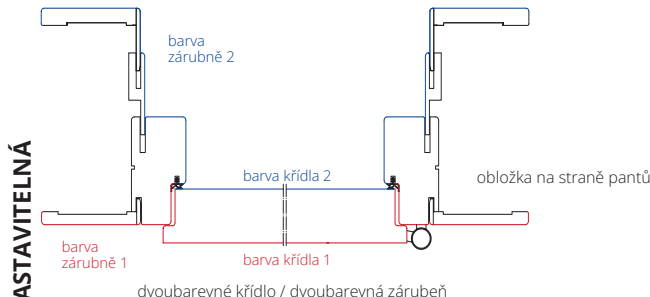 barva
zárubně 2
barva křídla 2
obložka na straně pantů
ASTAVITELNÁ
barva
zárubně 1
barva křídla 1
dvoubarevné křídlo / dvoubarevná zárubeň